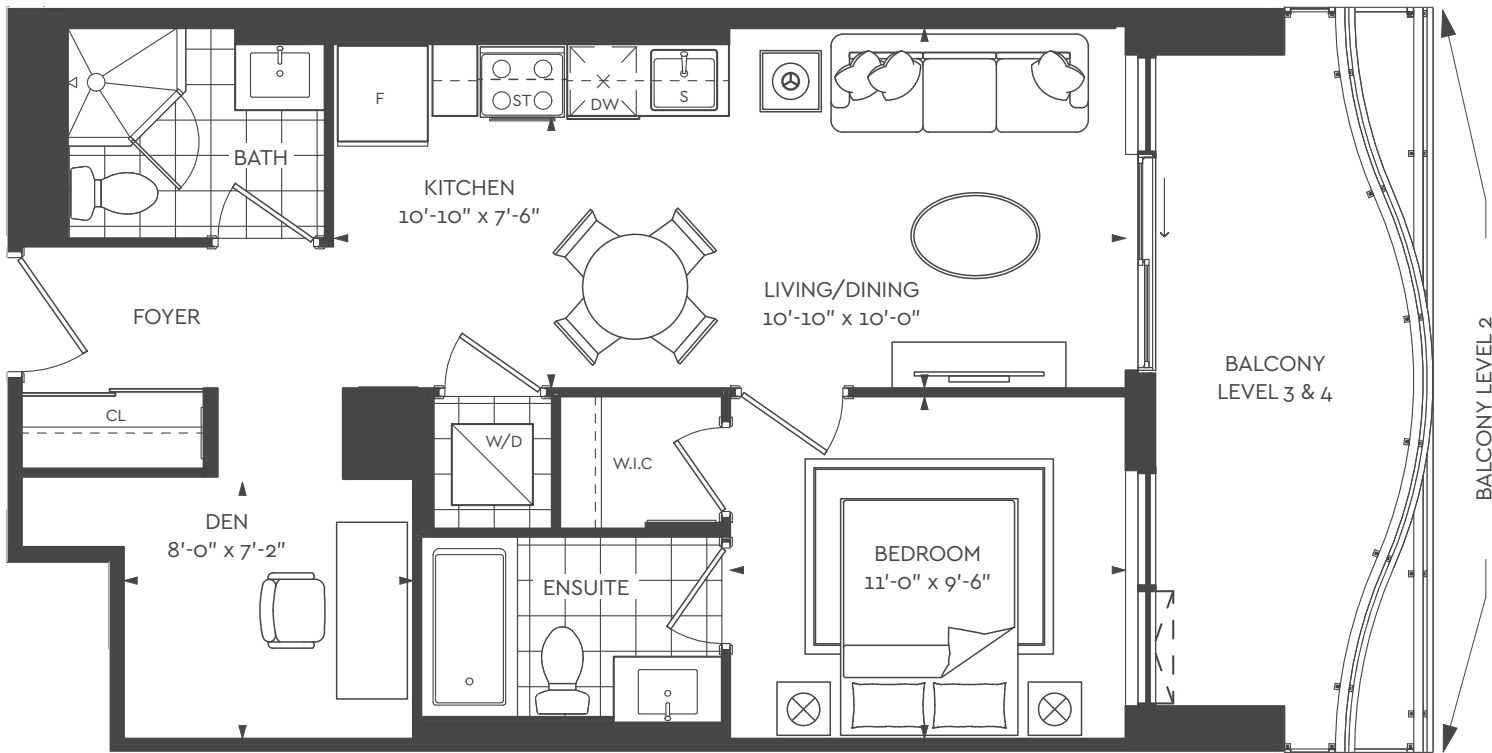 F
ST
DW
S
BATH
KITCHEN
10'-10" x 7'-6"
LIVING/DINING
10'-10" x 10'-0"
FOYER
BALCONY
LEVEL 3 & 4
BALCONY LEVEL 2
CL
W/D
W.I.C
DEN
8'-0" x 7'-2"
ENSUITE
BEDROOM
11'-0" x 9'-6"